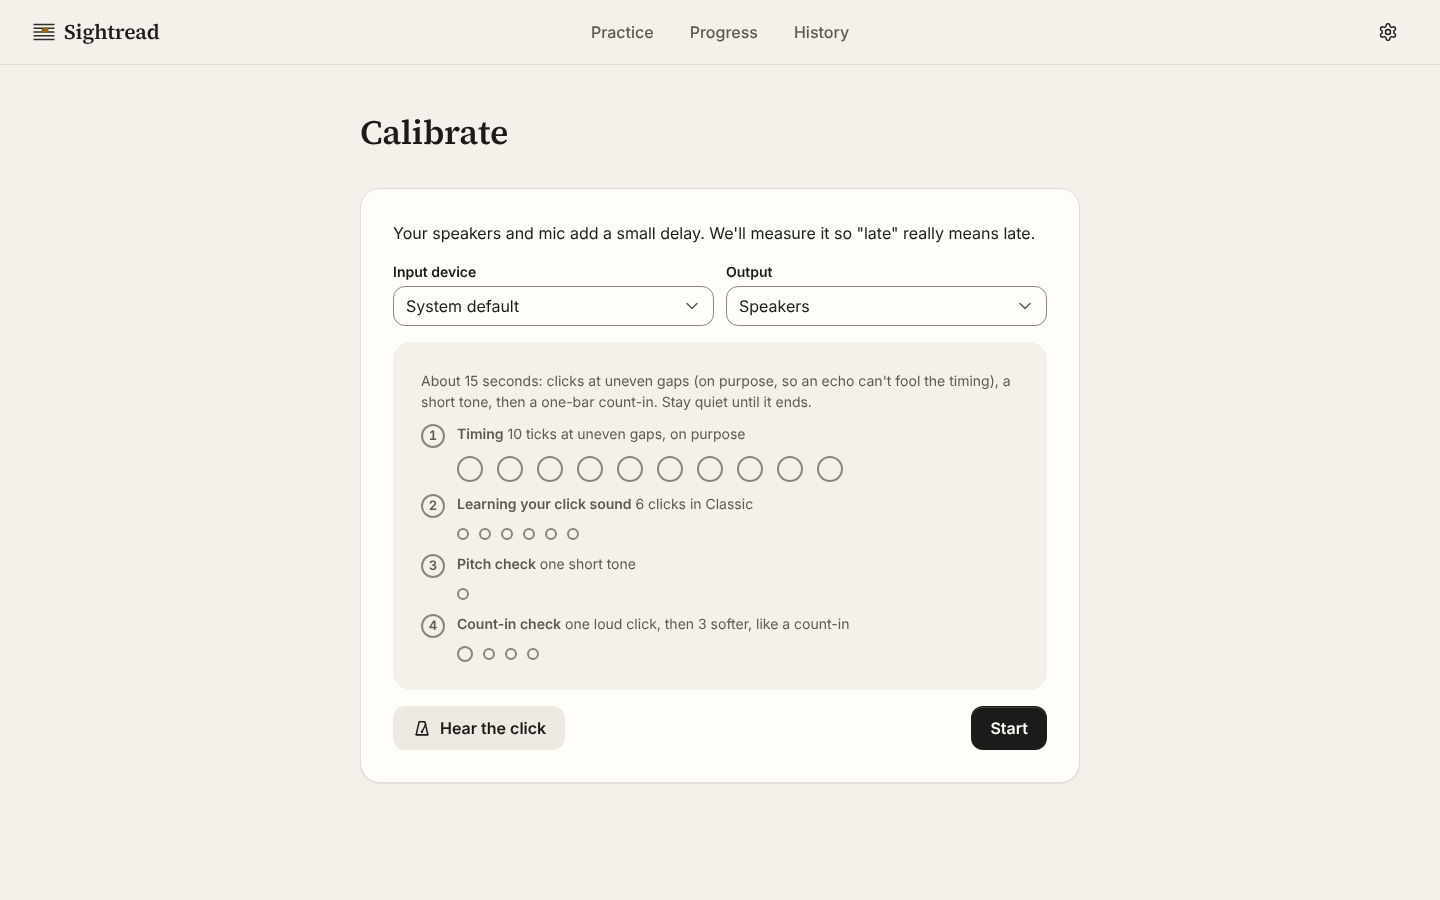 Sightread
Practice
Progress
History
Calibrate
Your speakers and mic add a small delay. We'll measure it so "late" really means late.
Input device
Output
System default
Speakers
About 15 seconds: clicks at uneven gaps (on purpose, so an echo can't fool the timing), a
short tone, then a one-bar count-in. Stay quiet until it ends.
1 Timing 10 ticks at uneven gaps, on purpose
2 Learning your click sound 6 clicks in Classic
3 Pitch check one short tone
4 Count-in check one loud click, then 3 softer, like a count-in
Hear the click
Start